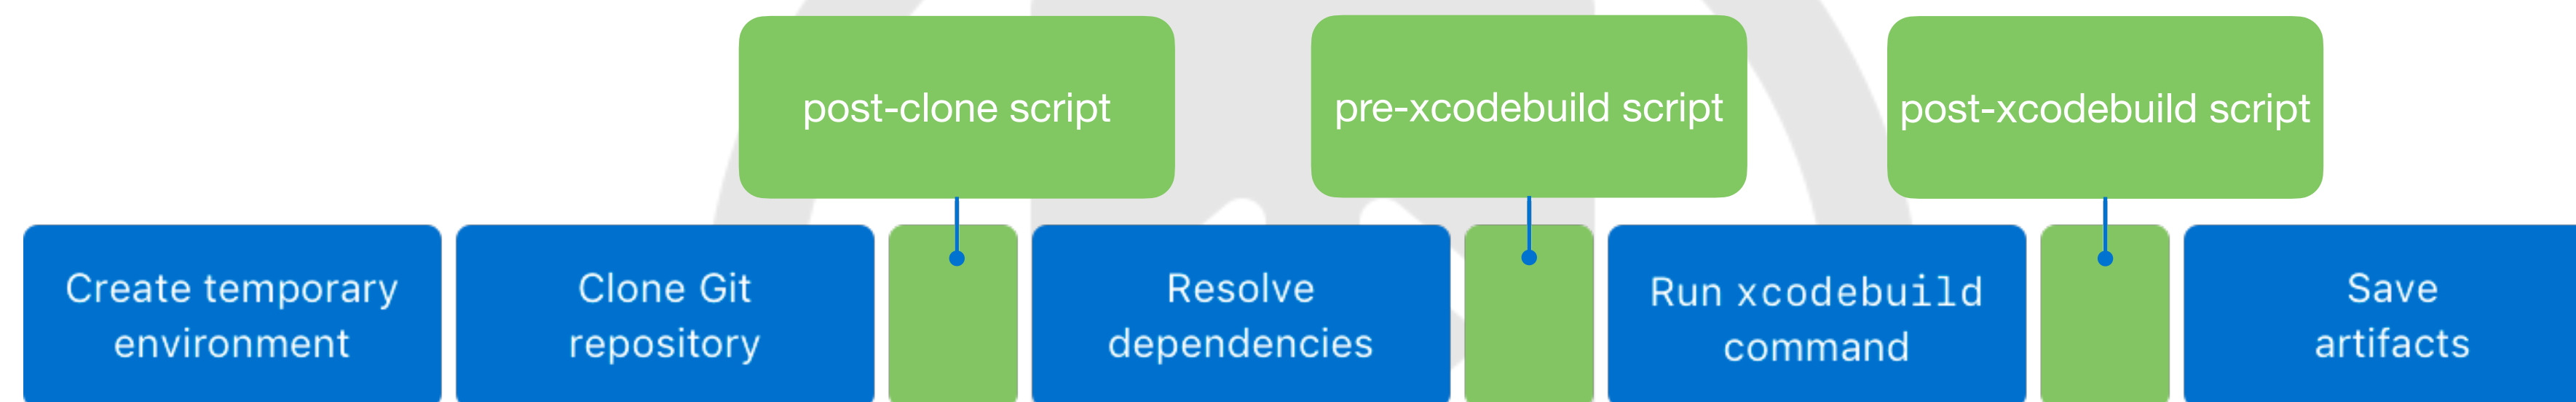 post-clone script
pre-xcodebuild script
post-xcodebuild script
Create temporary
environment
Clone Git
repository
Resolve
dependencies
Run xcodebuild
command
Save
artifacts